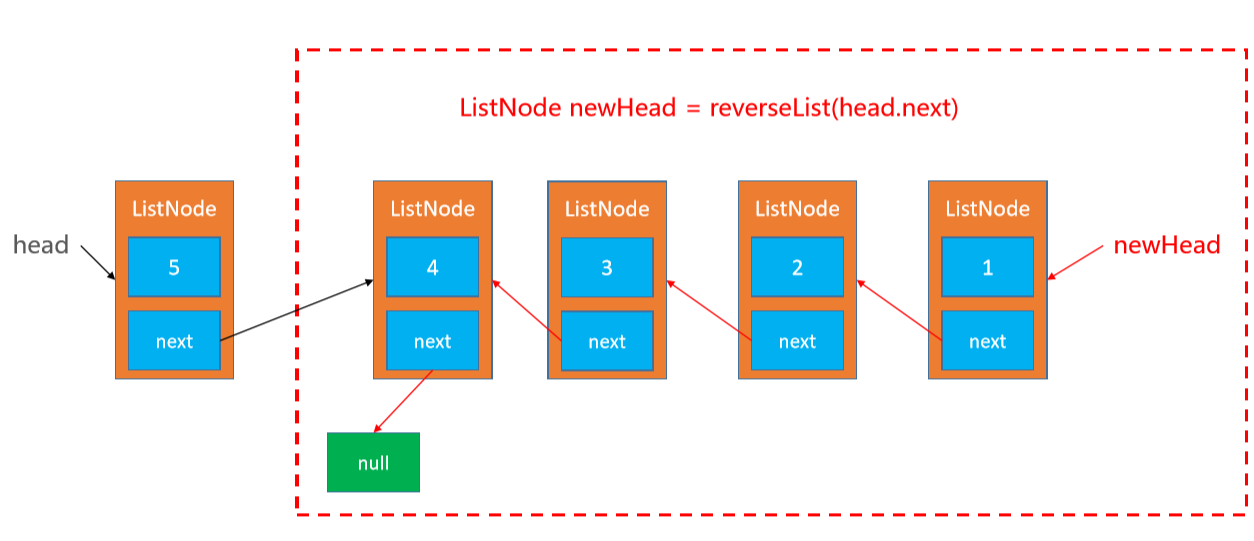 ListNode newHead = reverseList(head.next)
ListNode ListNode ListNode ListNode ListNode
head newHead
5 4 3 2 1
next next next next next
null